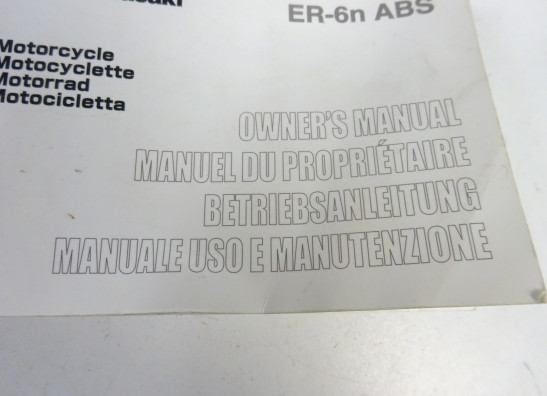 ER-6n ABS
Motorcycle
Motocyclette
Motorrad
Motocicletta
OWNER'S MANUAL
MANUEL DU PROPRIÉTAIRE
BETRIEBSANLEITUNG
MANUALE USO E MANUTENZIONE